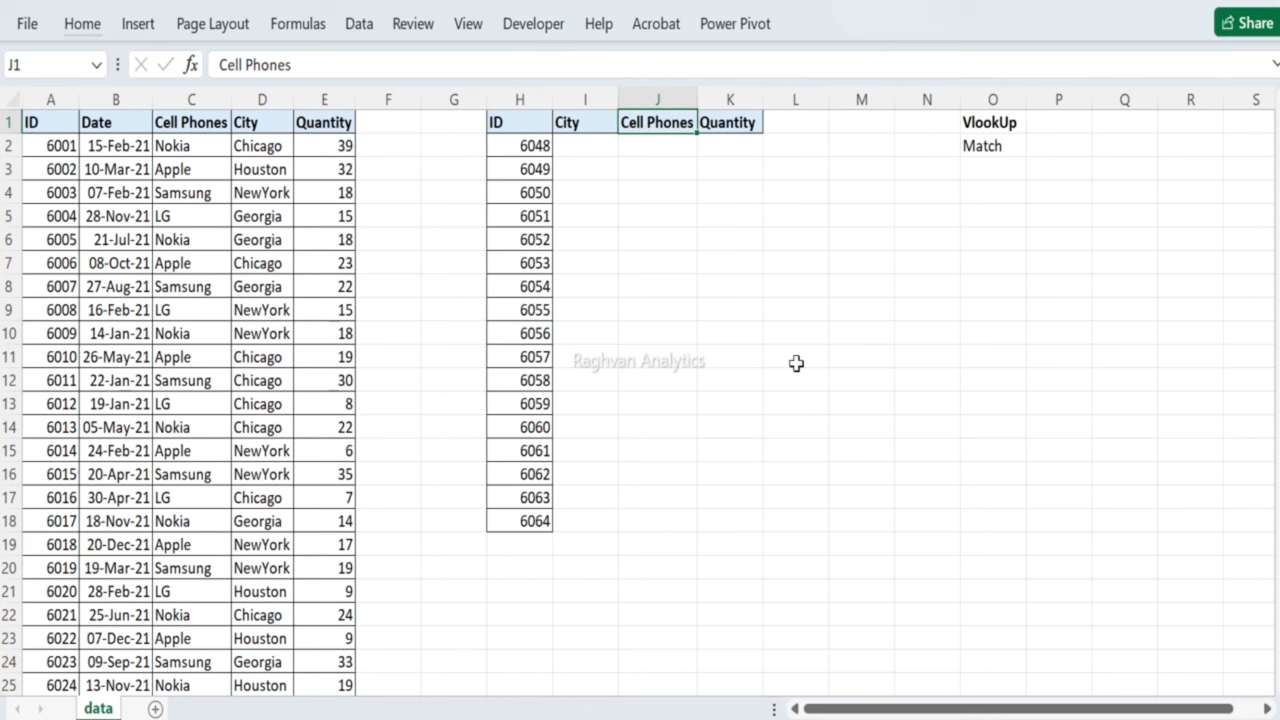 File Home Insert Page Layout Formulas Data Review View Developer Help Acrobat Power Pivot Share
J1 fx Cell Phones
A B C D E F G H I J K L M N O P Q R S
1 ID Date Cell Phones City Quantity ID City Cell Phones Quantity VlookUp
2 6001 15-Feb-21 Nokia Chicago 39 6048 Match
3 6002 10-Mar-21 Apple Houston 32 6049
4 6003 07-Feb-21 Samsung NewYork 18 6050
5 6004 28-Nov-21 LG Georgia 15 6051
6 6005 21-Jul-21 Nokia Georgia 18 6052
7 6006 08-Oct-21 Apple Chicago 23 6053
8 6007 27-Aug-21 Samsung Georgia 22 6054
9 6008 16-Feb-21 LG NewYork 15 6055
10 6009 14-Jan-21 Nokia NewYork 18 6056
11 6010 26-May-21 Apple Chicago 19 6057 Raghvan Analytics
12 6011 22-Jan-21 Samsung Chicago 30 6058
13 6012 19-Jan-21 LG Chicago 8 6059
14 6013 05-May-21 Nokia Chicago 22 6060
15 6014 24-Feb-21 Apple NewYork 6 6061
16 6015 20-Apr-21 Samsung NewYork 35 6062
17 6016 30-Apr-21 LG Chicago 7 6063
18 6017 18-Nov-21 Nokia Georgia 14 6064
19 6018 20-Dec-21 Apple NewYork 17
20 6019 19-Mar-21 Samsung NewYork 19
21 6020 28-Feb-21 LG Houston 9
22 6021 25-Jun-21 Nokia Chicago 24
23 6022 07-Dec-21 Apple Houston 9
24 6023 09-Sep-21 Samsung Georgia 33
25 6024 13-Nov-21 Nokia Houston 19
data